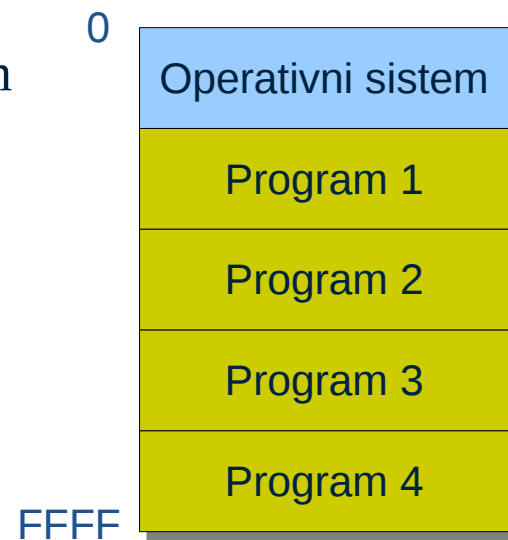 0
Operativni sistem
Program 1
Program 2
Program 3
Program 4
FFFF